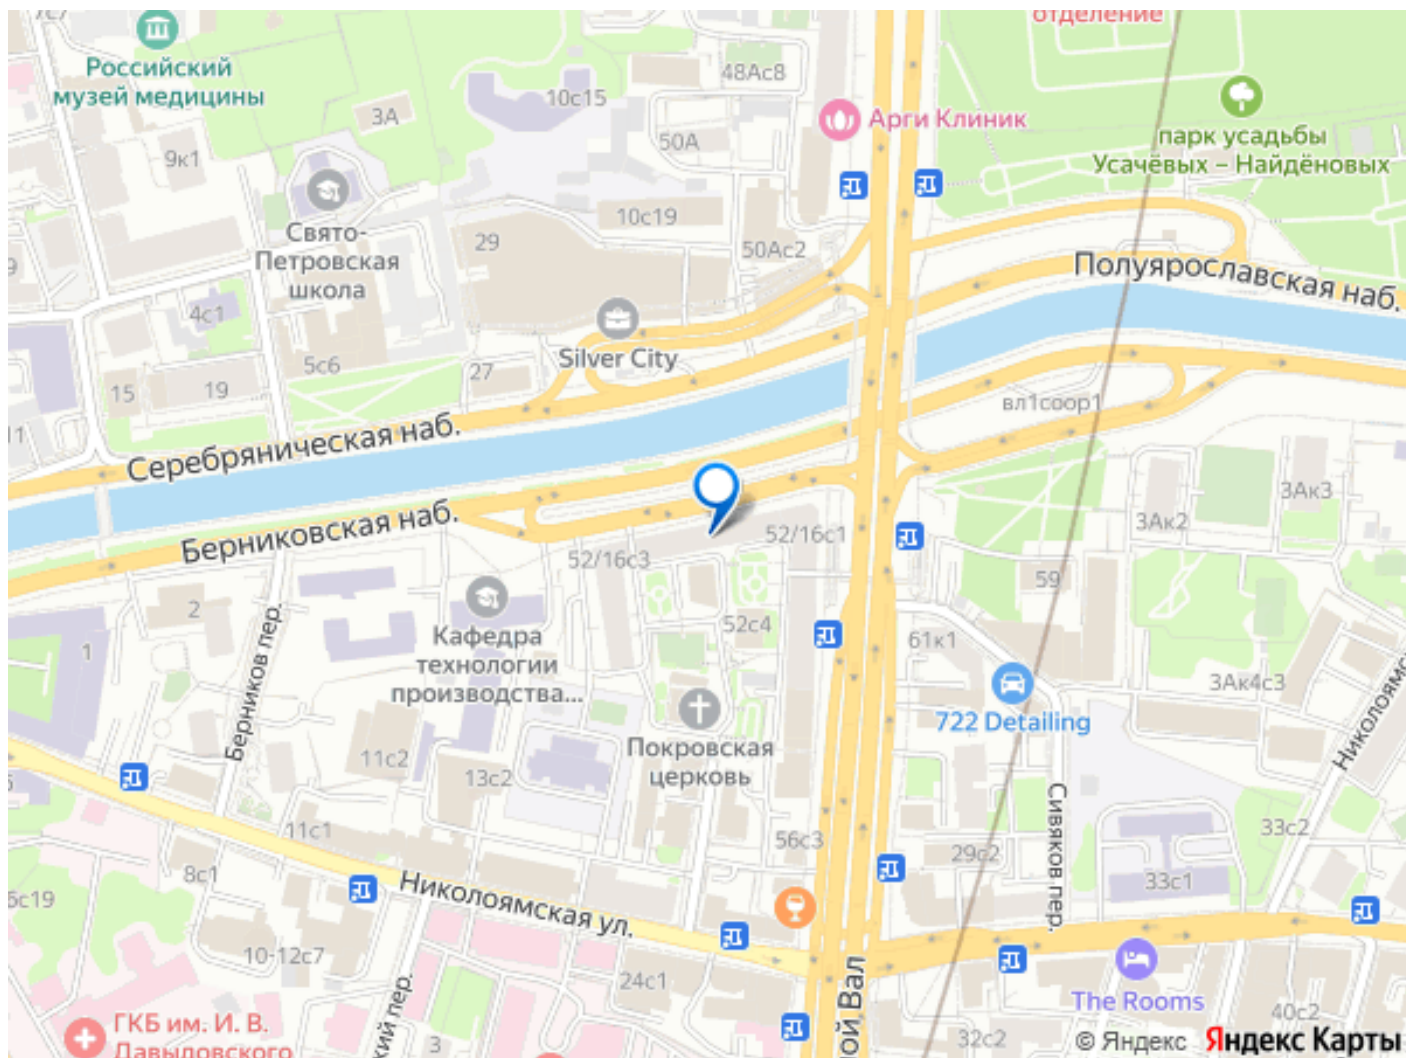 отделение
Российский
музей медицины
48Ас8
10с15
3А
Арги Клиник
парк усадьбы
Усачёвых – Найдёновых
50А
9к1
10с19
Свято-
Петровская
школа
29
50Ас2
Полуярославская наб.
4с1
Silver City
5с6
27
15
19
вл1соор1
11
Серебряническая наб.
Берниковская наб.
3Ак3
3Ак2
52/16с1
52/16с3
59
2
Кафедра
технологии
производства...
52с4
61к1
1
Берников пер.
3Ак4с3
722 Detailing
Покровская
церковь
11с2
13с2
Сивяков пер.
11с1
56с3
33с2
29с2
8с1
33с1
Николоямская ул.
10-12с7
24с1
The Rooms
40с2
32с2
ГКБ им. И. В.
Давыдовского
3
© Яндекс
Яндекс Карты